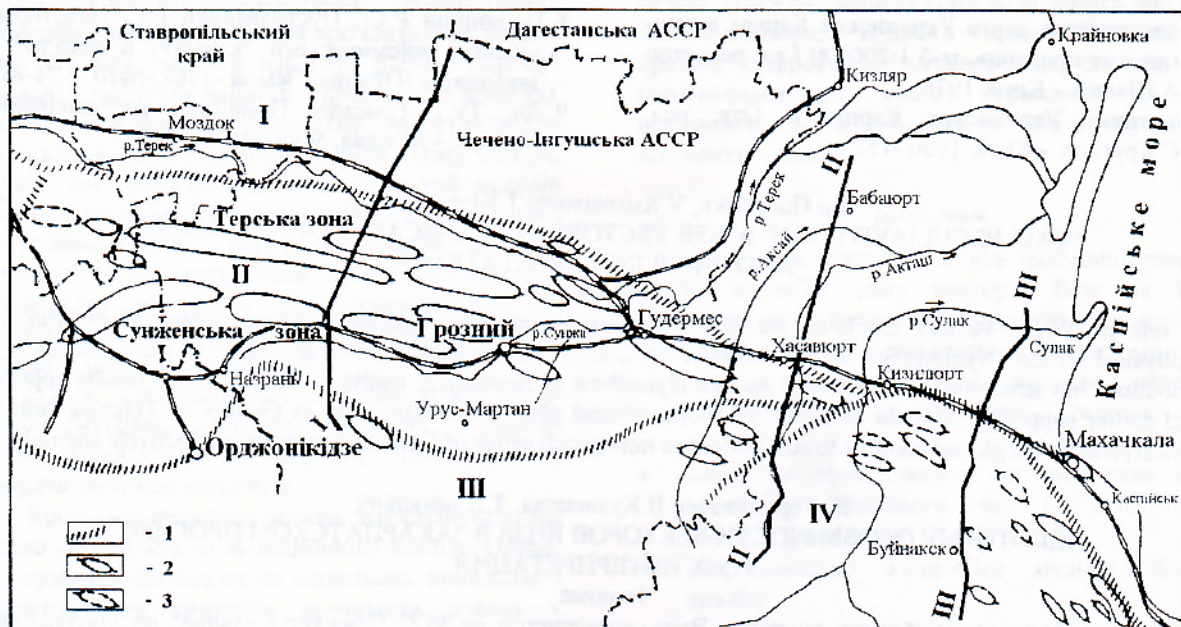 Ставропільський
край
Дагестанська АССР
Крайновка
Кизляр
I
Моздок
р.Терек
Чечено-Інгушська АССР
II
р.Терек
Бабаюрт
Терська зона
р.Аксай
р.Акташ
II
III
I
Каспійське море
Сунженська зона
Грозний
р.Сунжа
Гудермес
р.Сулак
Сулак
Хасавюрт
Назрань
Кизилюрт
Урус-Мартан
Махачкала
Орджонікідзе
III
Каспійськ
I
IV
Буйнакск
II
III
- 1
- 2
- 3